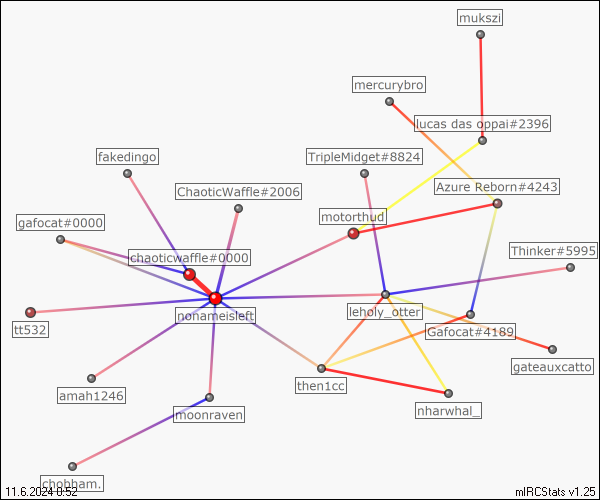 mukszi
mercurybro
lucas das oppai#2396
fakedingo
TripleMidget#8824
ChaoticWaffle#2006
Azure Reborn#4243
gafocat#0000
motorthud
chaoticwaffle#0000
Thinker#5995
nonameisleft
leholy_otter
tt532
Gafocat#4189
gateauxcatto
then1cc
amah1246
nharwhal_
moonraven
chobham.
11.6.2024 0:52
mIRCStats v1.25